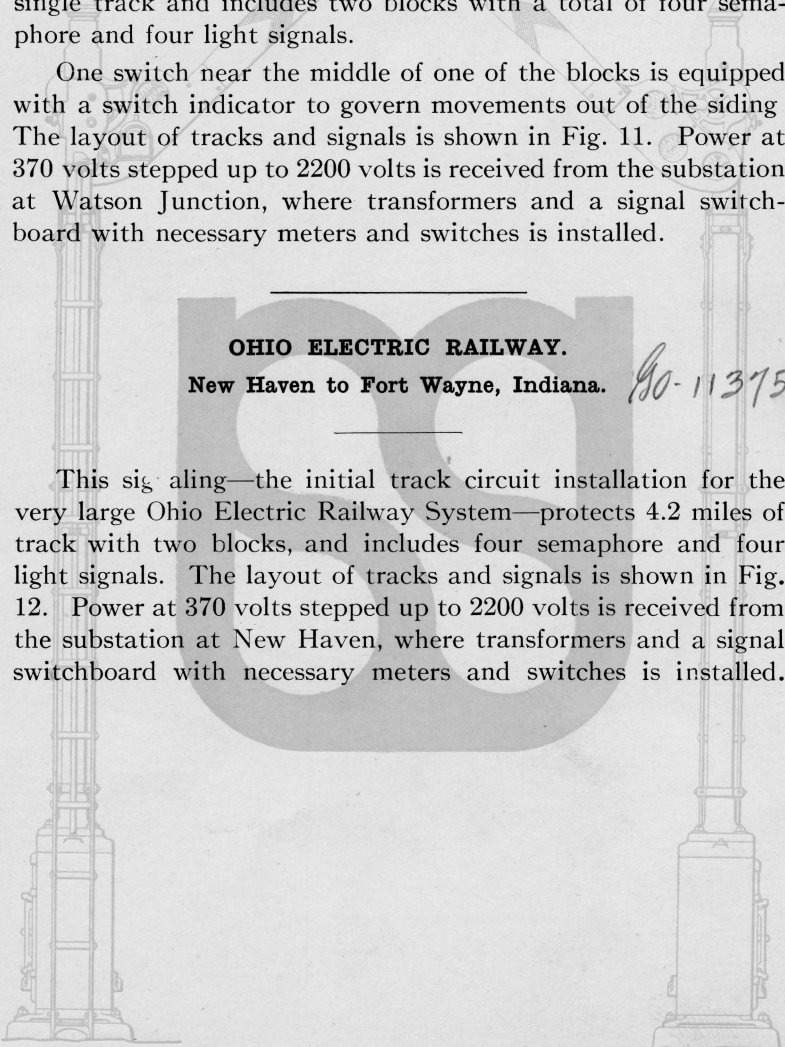 single track and includes two blocks with a total of four sema-
phore and four light signals.
One switch near the middle of one of the blocks is equipped
with a switch indicator to govern movements out of the siding
The layout of tracks and signals is shown in Fig. 11. Power at
370 volts stepped up to 2200 volts is received from the substation
at Watson Junction, where transformers and a signal switch-
board with necessary meters and switches is installed.
OHIO ELECTRIC RAILWAY.
New Haven to Fort Wayne, Indiana.
GO-11375
This sig aling—the initial track circuit installation for the
very large Ohio Electric Railway System—protects 4.2 miles of
track with two blocks, and includes four semaphore and four
light signals. The layout of tracks and signals is shown in Fig.
12. Power at 370 volts stepped up to 2200 volts is received from
the substation at New Haven, where transformers and a signal
switchboard with necessary meters and switches is installed.